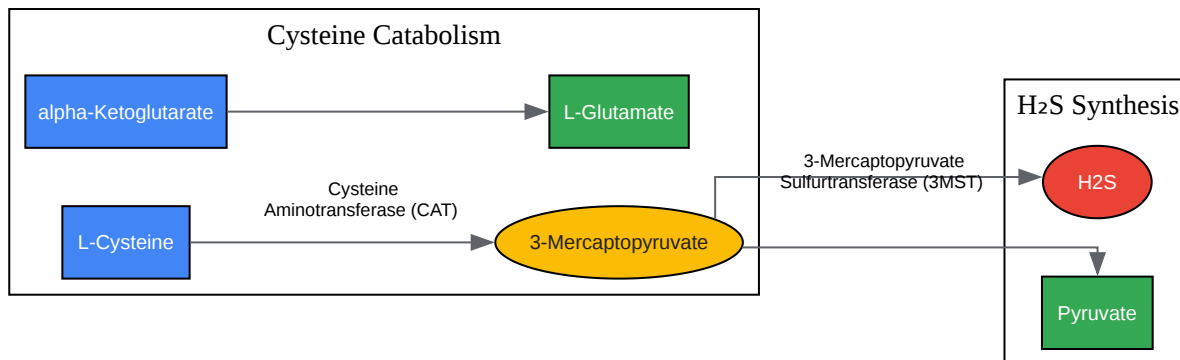 Cysteine Catabolism
alpha-Ketoglutarate
L-Glutamate
Cysteine
Aminotransferase (CAT)
L-Cysteine
3-Mercaptopyruvate
3-Mercaptopyruvate
Sulfurtransferase (3MST)
H₂S Synthesis
H2S
Pyruvate